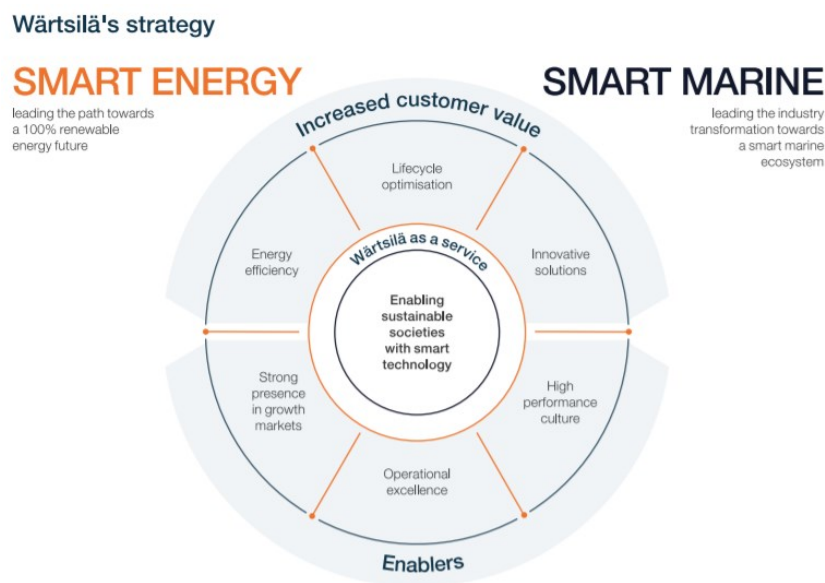 Wärtsilä's strategy
SMART ENERGY
leading the path towards
a 100% renewable
energy future
SMART MARINE
leading the industry
transformation towards
a smart marine
ecosystem
Increased customer value
Lifecycle
optimisation
Energy
efficiency
Innovative
solutions
Wärtsilä as a service
Enabling
sustainable
societies
with smart
technology
Strong
presence
in growth
markets
High
performance
culture
Operational
excellence
Enablers